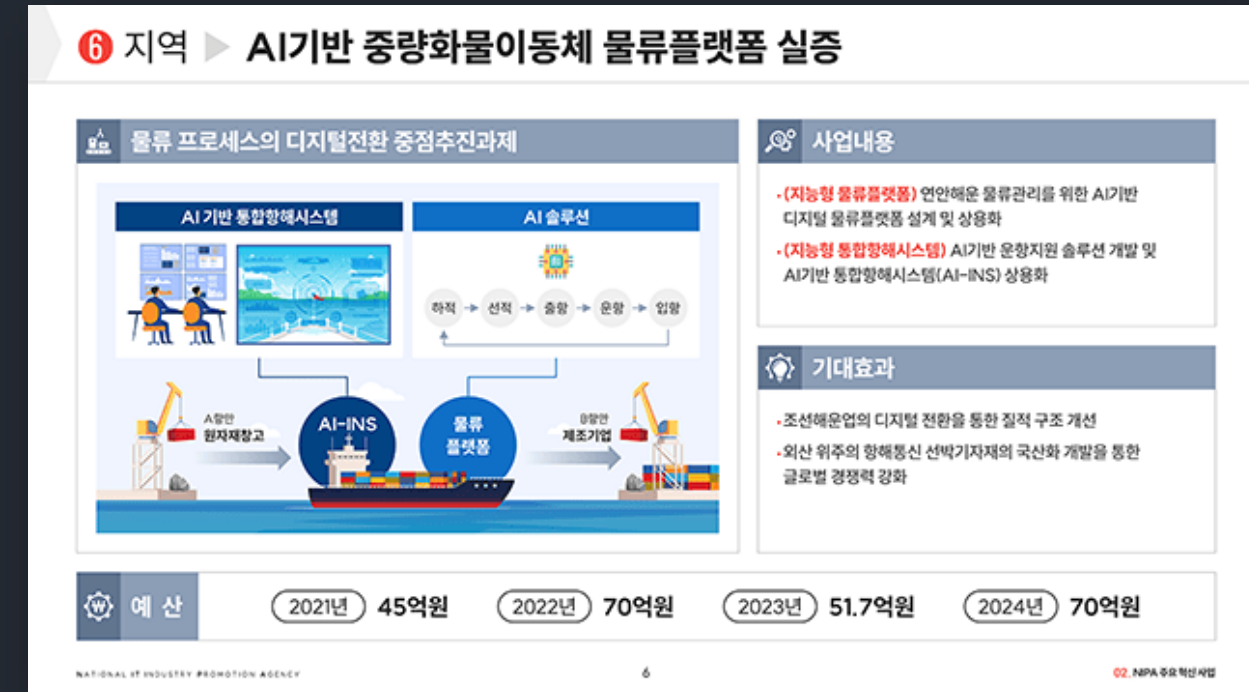 6 지역 ▶ AI기반 중량화물이동체 물류플랫폼 실증
물류 프로세스의 디지털전환 중점추진과제
AI 기반 통합항해시스템
AI 솔루션
AI
하적 → 선적 → 출항 → 운항 → 입항
A항만
원자재창고
AI-INS
물류
플랫폼
B항만
제조기업
사업내용
· (지능형 물류플랫폼) 연안해운 물류관리를 위한 AI기반
디지털 물류플랫폼 설계 및 상용화
· (지능형 통합항해시스템) AI기반 운항지원 솔루션 개발 및
AI기반 통합항해시스템(AI-INS) 상용화
기대효과
· 조선해운업의 디지털 전환을 통한 질적 구조 개선
· 외산 위주의 항해통신 선박기자재의 국산화 개발을 통한
글로벌 경쟁력 강화
₩ 예 산
2021년 45억원 2022년 70억원 2023년 51.7억원 2024년 70억원
NATIONAL IT INDUSTRY PROMOTION AGENCY
6
02. NIPA 주요 혁신 사업